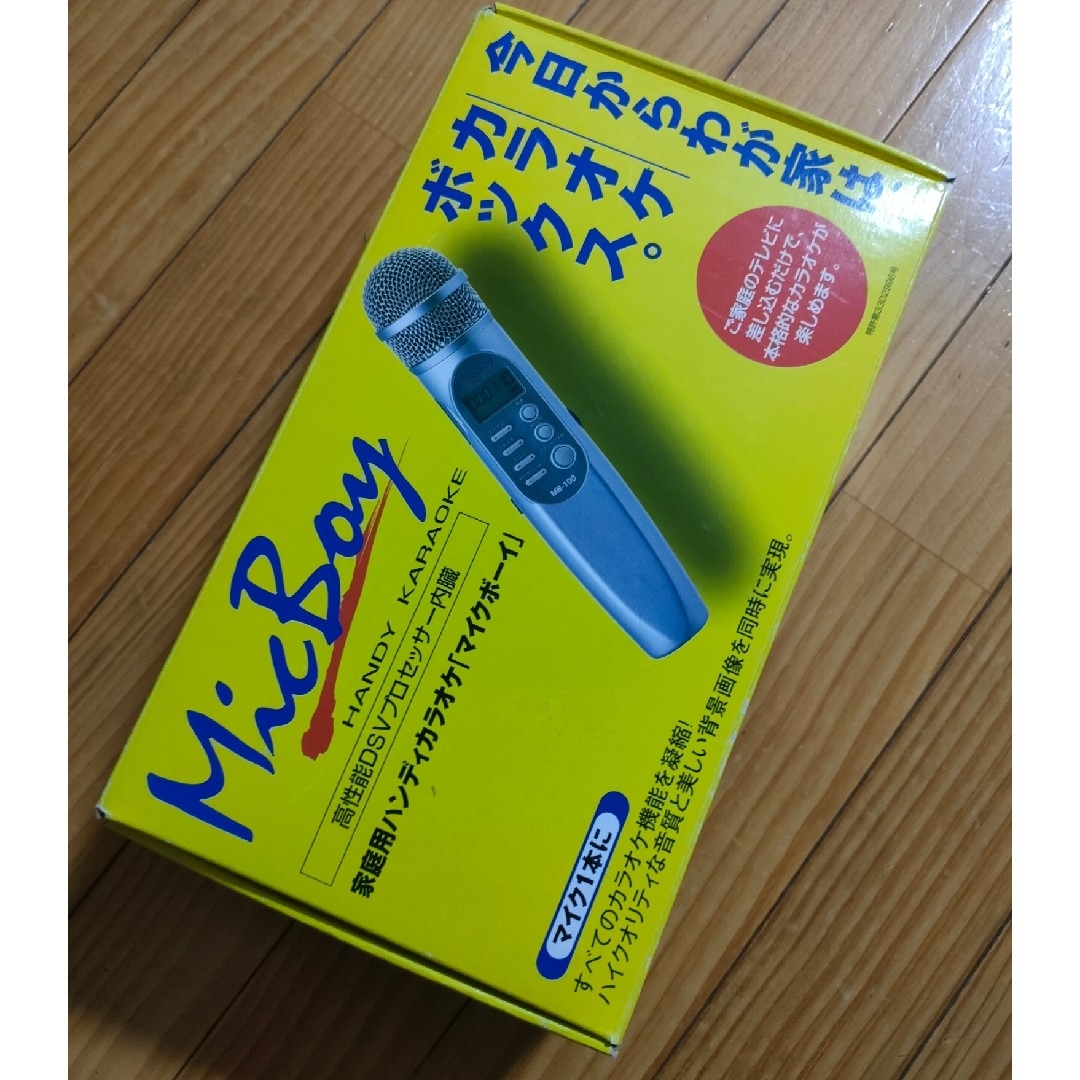 今日からわが家は、
カラオケ
ボックス。
ご家庭のテレビに
差し込むだけで、
本格的なカラオケが
楽しめます。
MB-100
MicBoy
HANDY KARAOKE
高性能DSVプロセッサー内臓
家庭用ハンディカラオケ「マイクボーイ」
マイク1本に
すべてのカラオケ機能を凝縮!
ハイクオリティな音質と美しい背景画像を同時に実現。